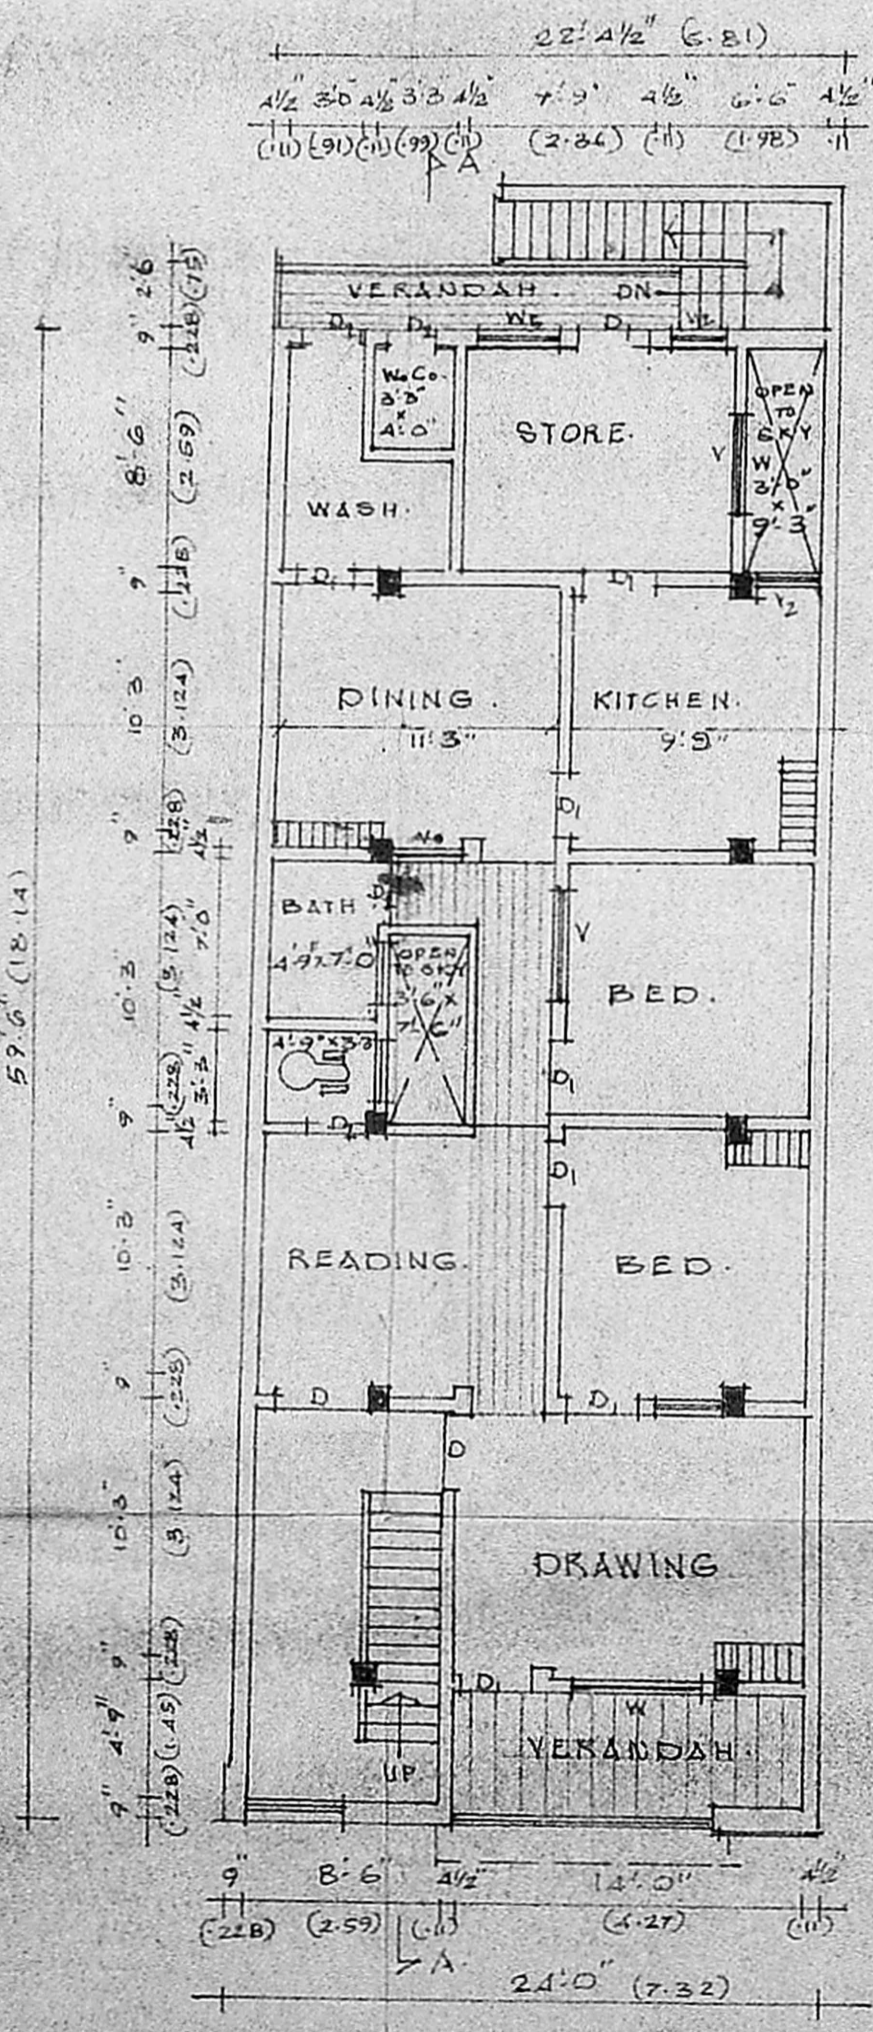 22'-4½" (6.81)
4½" 3'0" 4½" 3'3" 4½" 7'-9" 4½" 6'-6" 4½"
(.11) (.91) (.11) (.99) (.11) (2.36) (.11) (1.98) .11
A
2'6" (.75)
VERANDAH. DN
9" (.228)
D1 D2 D1
W.C.
3'3"
x
4'-0"
STORE.
OPEN
TO
SKY
W
3'-0"
x
9'-3"
V
8'-6" (2.59)
WASH.
9" (.228)
D1 D1
V2
10'.3" (3.124)
DINING. KITCHEN.
11'.3" 9'.9"
D1
9" (.228) 4½"
BATH D
4'-9"x7'-0"
OPEN
TO SKY
3'-6" x
7'-6"
V
BED.
10'-3" (3.124) 7'0" 4½"
4'-9"x3'3
D1
59'.6" (18.14)
9" (.228) 3'-3" 4½"
D1
D1
10'-3" (3.124)
READING. BED.
9" (.228)
D D1
D
10'.3" (3.124)
DRAWING
9" (.228)
D1
W
4'-9" (1.45)
VERANDAH.
UP
9" (.228)
9" 8'-6" 4½" 14'-0" 4½"
(.228) (2.59) (.11) (4.27) (.11)
A.
24'-0" (7.32)